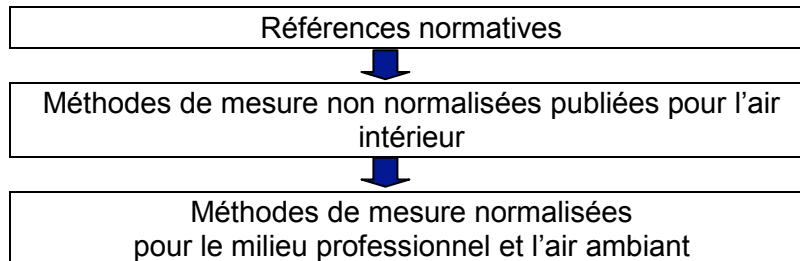 Références normatives
Méthodes de mesure non normalisées publiées pour l’air
intérieur
Méthodes de mesure normalisées
pour le milieu professionnel et l’air ambiant